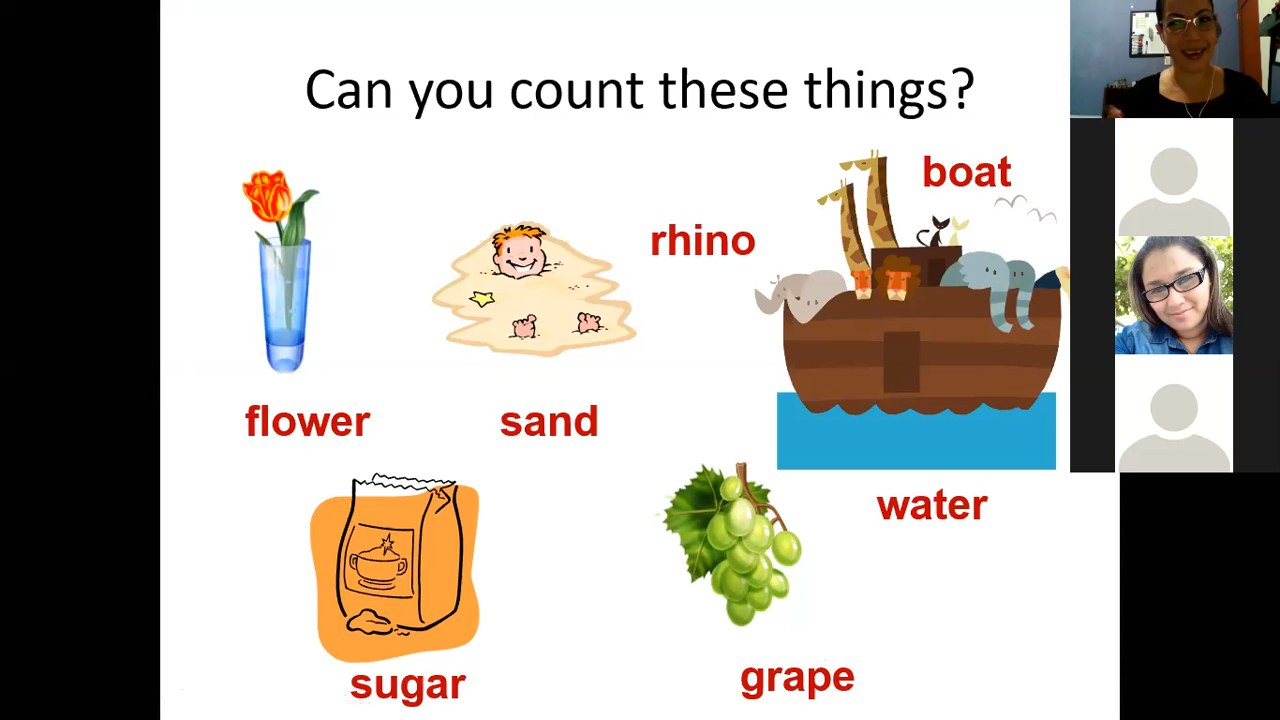 Can you count these things?
boat
rhino
flower
sand
water
sugar
grape